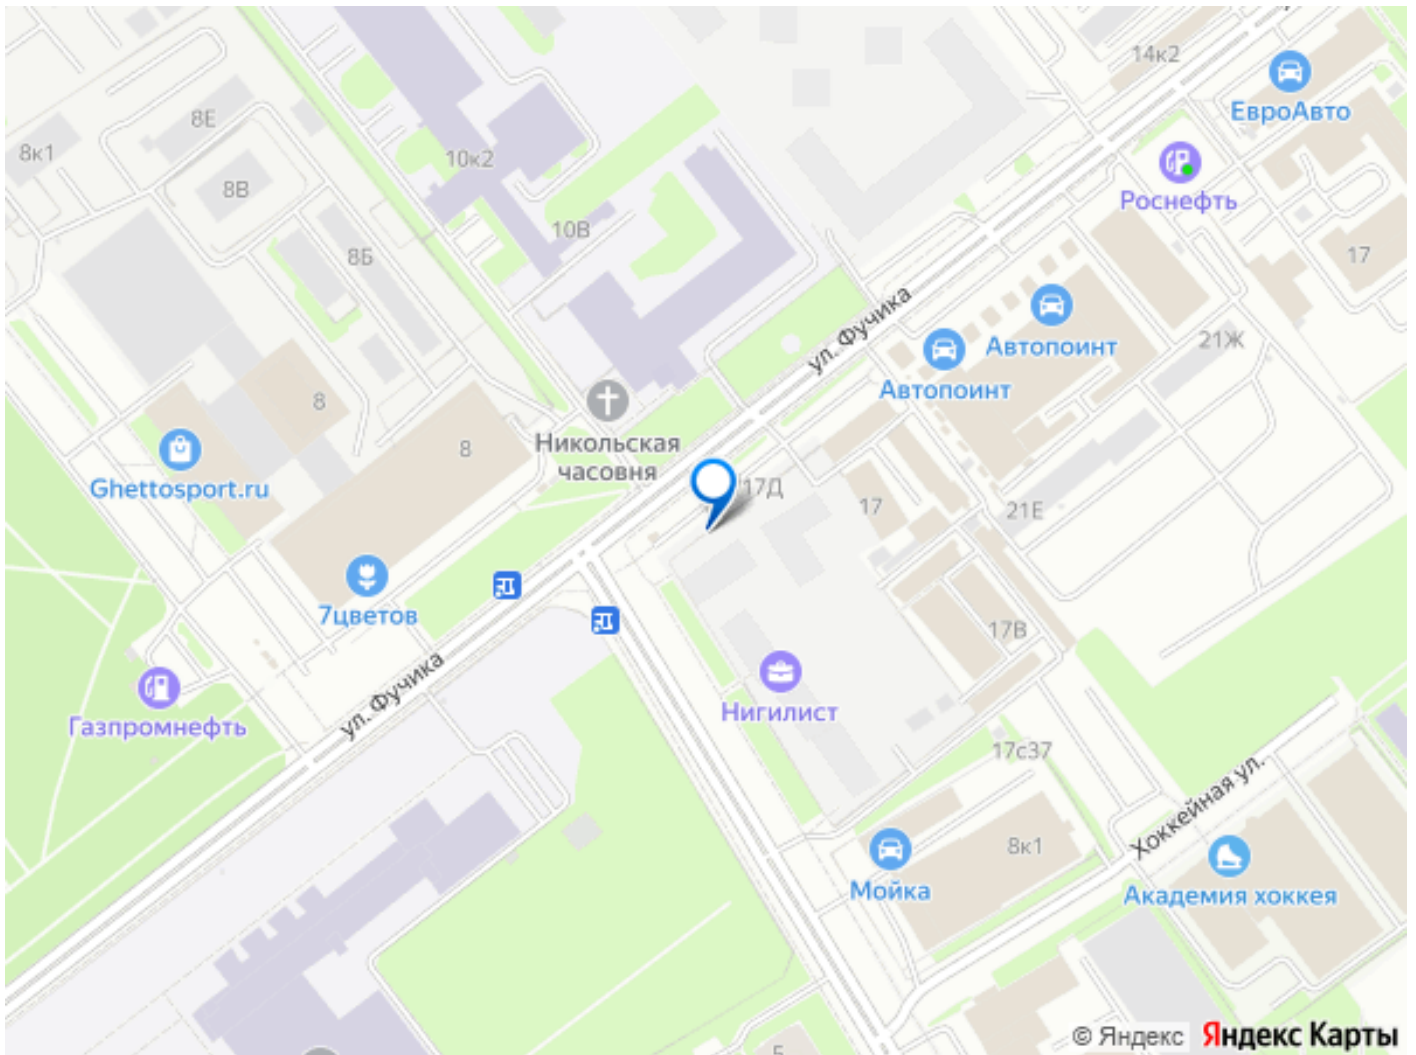 14к2
ЕвроАвто
8Е
8к1
10к2
8В
Роснефть
10В
17
8Б
ул. Фучика
Автопоинт
21Ж
Автопоинт
8
Никольская
часовня
8
Ghettosport.ru
17Д
17
21Е
7цветов
17В
ул. Фучика
Нигилист
Газпромнефть
17с37
Хоккейная ул.
8к1
Мойка
Академия хоккея
© Яндекс Яндекс Карты